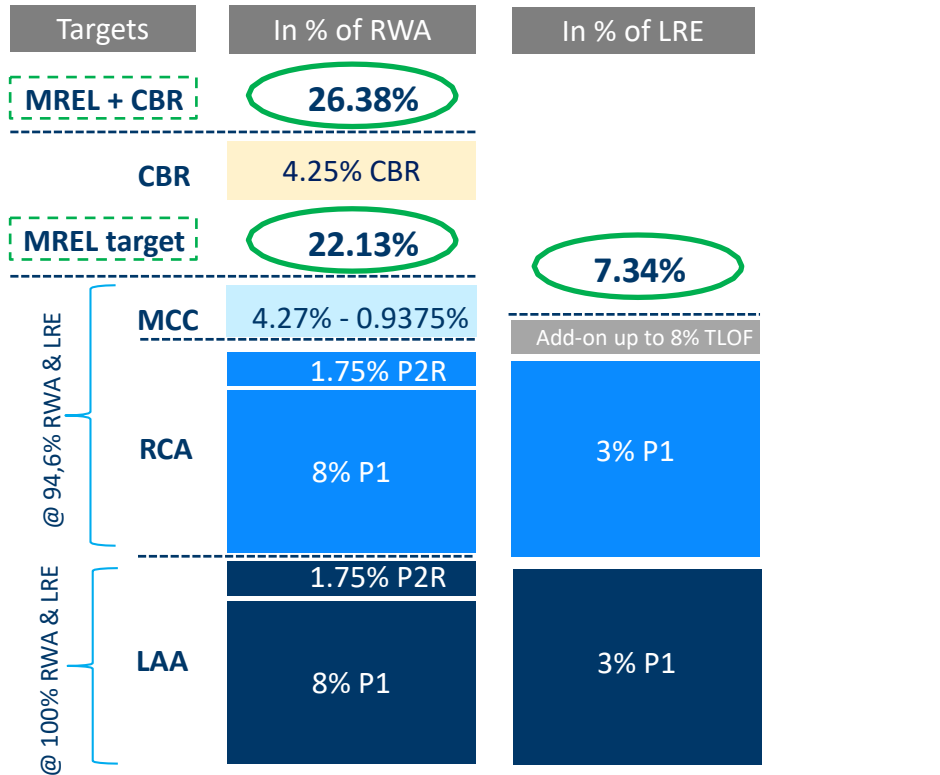 Targets
In % of RWA
In % of LRE
MREL + CBR
26.38%
CBR
4.25% CBR
MREL target
22.13%
7.34%
MCC
4.27% - 0.9375%
Add-on up to 8% TLOF
@ 94,6% RWA & LRE
1.75% P2R
RCA
8% P1
3% P1
@ 100% RWA & LRE
1.75% P2R
LAA
8% P1
3% P1